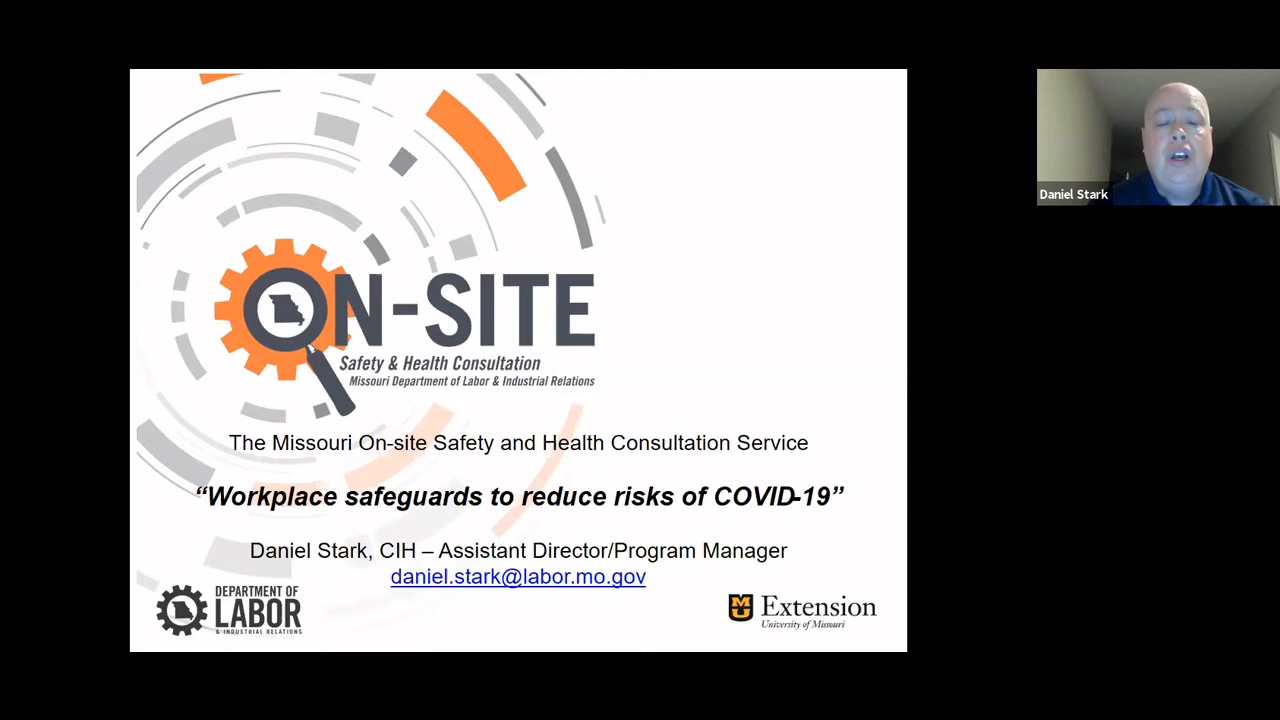 ON-SITE
Safety & Health Consultation
Missouri Department of Labor & Industrial Relations
The Missouri On-site Safety and Health Consultation Service
“Workplace safeguards to reduce risks of COVID-19”
Daniel Stark, CIH – Assistant Director/Program Manager
daniel.stark@labor.mo.gov
DEPARTMENT OF
LABOR
& INDUSTRIAL RELATIONS
MU Extension
University of Missouri
Daniel Stark